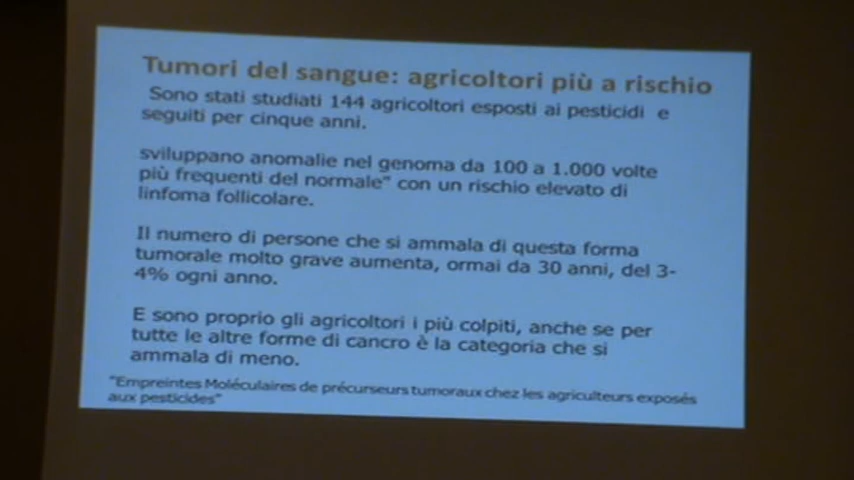 Tumori del sangue: agricoltori più a rischio
Sono stati studiati 144 agricoltori esposti ai pesticidi e
seguiti per cinque anni.
sviluppano anomalie nel genoma da 100 a 1.000 volte
più frequenti del normale" con un rischio elevato di
linfoma follicolare.
Il numero di persone che si ammala di questa forma
tumorale molto grave aumenta, ormai da 30 anni, del 3-
4% ogni anno.
E sono proprio gli agricoltori i più colpiti, anche se per
tutte le altre forme di cancro è la categoria che si
ammala di meno.
"Empreintes Moléculaires de précurseurs tumoraux chez les agriculteurs exposés
aux pesticides"